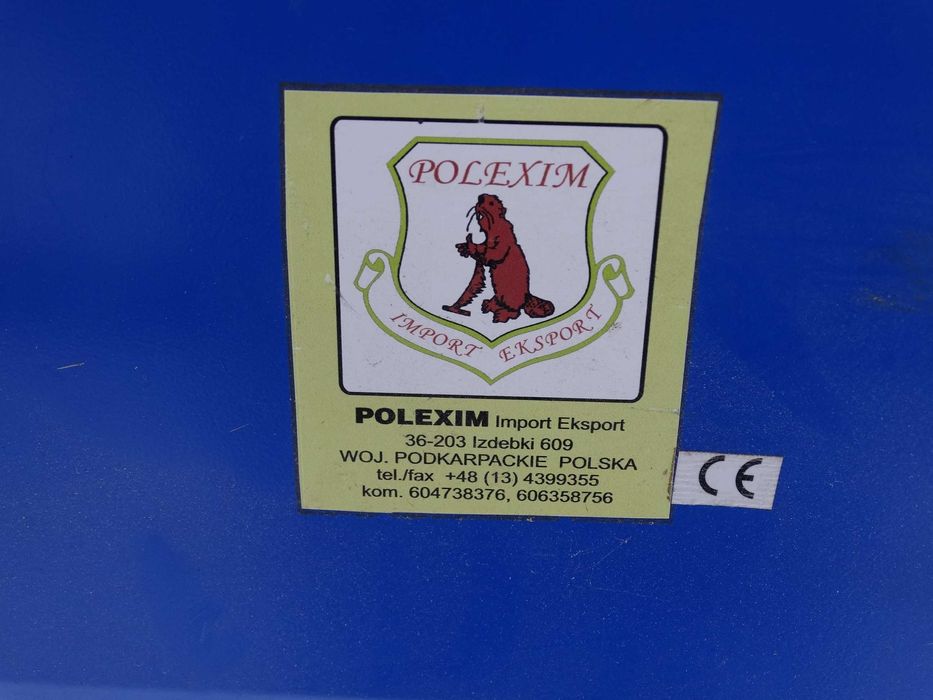 POLEXIM
IMPORT EKSPORT
POLEXIM Import Eksport
36-203 Izdebki 609
WOJ. PODKARPACKIE POLSKA
tel./fax +48 (13) 4399355
kom. 604738376, 606358756
CE